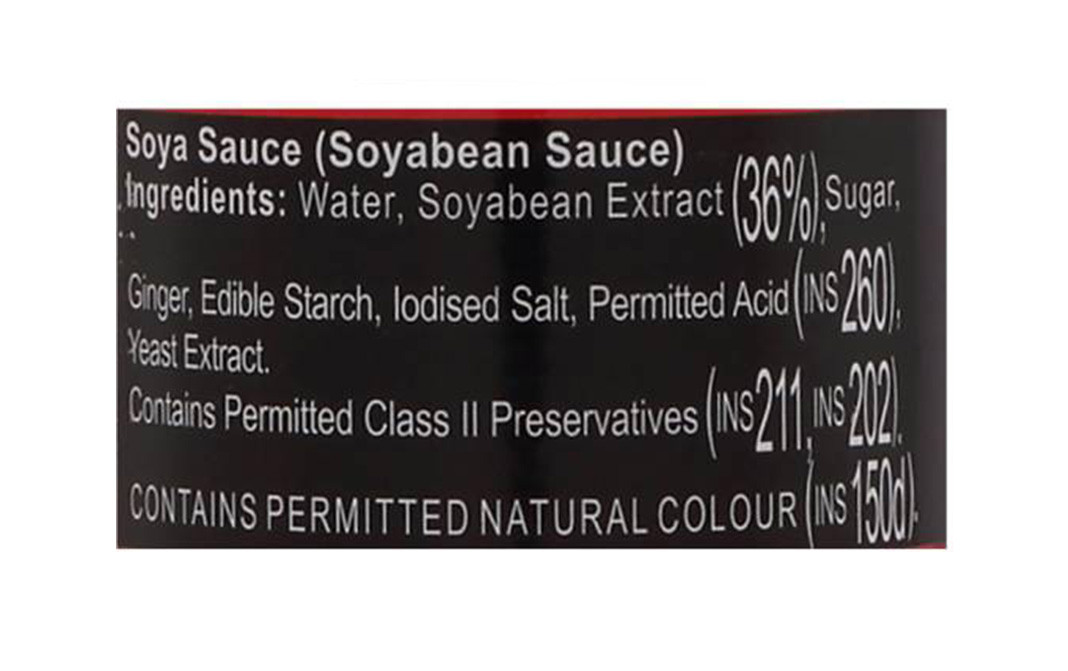 Soya Sauce (Soyabean Sauce)
Ingredients: Water, Soyabean Extract (36%), Sugar,
Ginger, Edible Starch, Iodised Salt, Permitted Acid (INS 260),
Yeast Extract.
Contains Permitted Class II Preservatives (INS 211, INS 202).
CONTAINS PERMITTED NATURAL COLOUR (INS 150d).